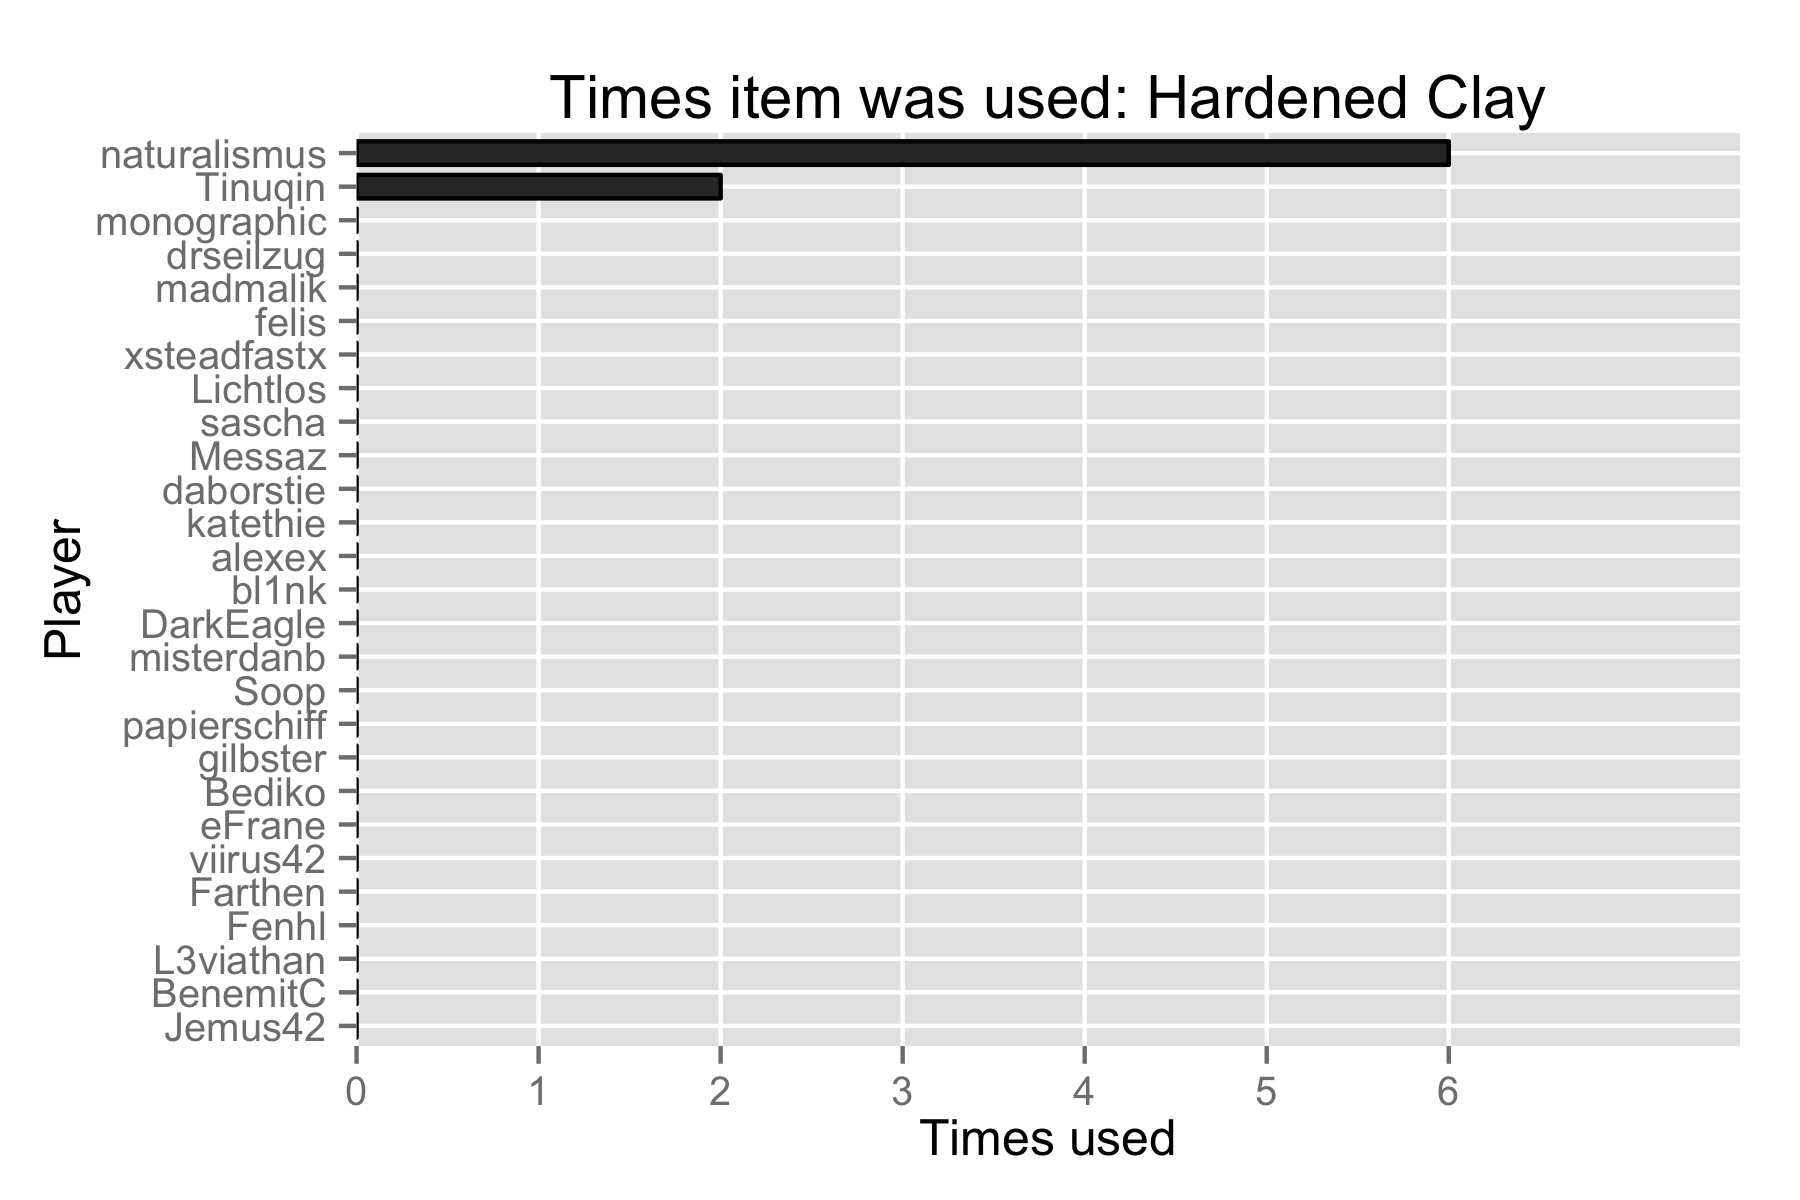 Times item was used: Hardened Clay
naturalismus
Tinuqin
monographic
drseilzug
madmalik
felis
xsteadfastx
Lichtlos
sascha
Messaz
daborstie
katethie
alexex
bl1nk
DarkEagle
misterdanb
Soop
papierschiff
gilbster
Bediko
eFrane
viirus42
Farthen
Fenhl
L3viathan
BenemitC
Jemus42
Player
0 1 2 3 4 5 6
Times used